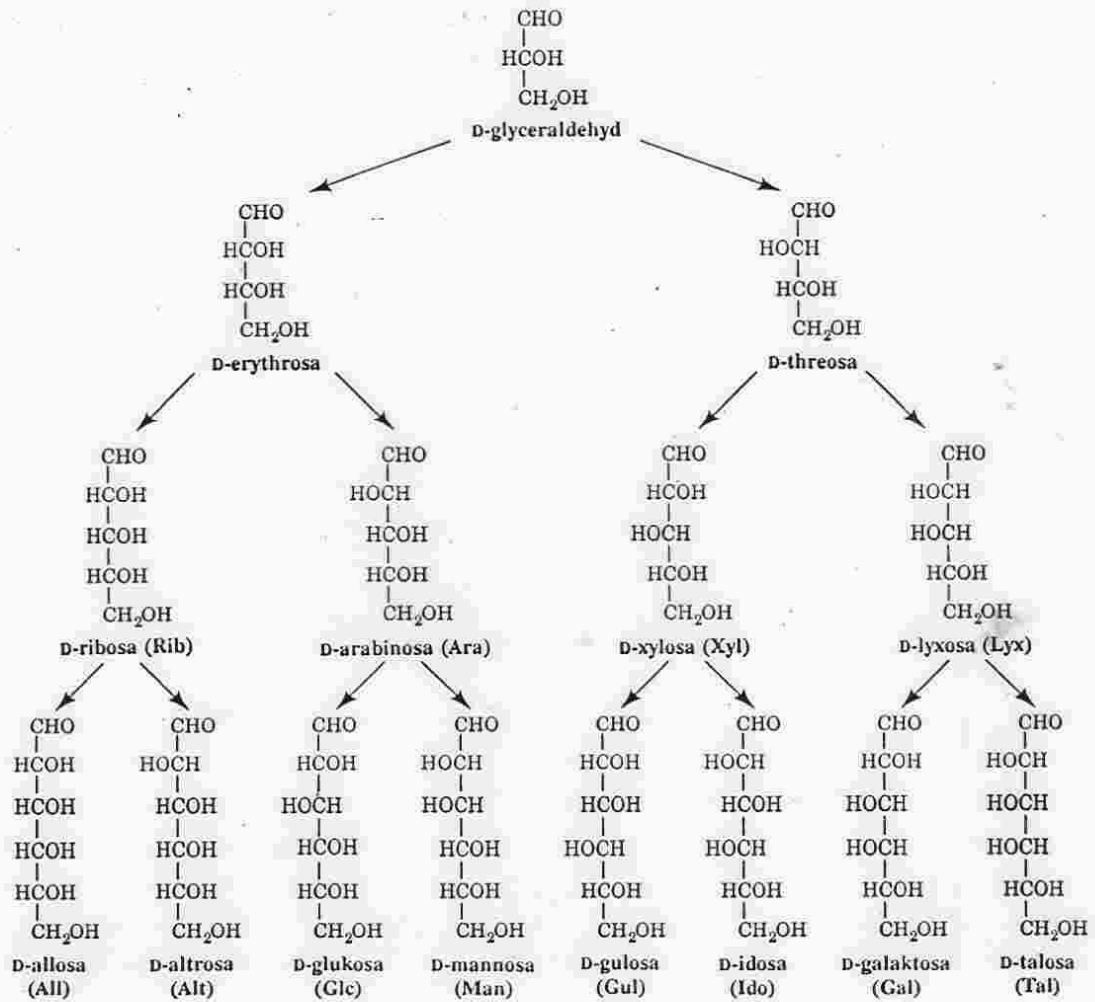 CHO
HCOH
CH₂OH
D-glyceraldehyd
CHO CHO
HCOH HOCH
HCOH HCOH
CH₂OH CH₂OH
D-erythrosa D-threosa
CHO CHO CHO CHO
HCOH HOCH HCOH HOCH
HCOH HCOH HOCH HOCH
HCOH HCOH HCOH HCOH
CH₂OH CH₂OH CH₂OH CH₂OH
D-ribosa (Rib) D-arabinosa (Ara) D-xylosa (Xyl) D-lyxosa (Lyx)
CHO CHO CHO CHO CHO CHO CHO CHO
HCOH HOCH HCOH HOCH HCOH HOCH HCOH HOCH
HCOH HCOH HOCH HOCH HCOH HCOH HOCH HOCH
HCOH HCOH HCOH HCOH HOCH HOCH HOCH HOCH
HCOH HCOH HCOH HCOH HCOH HCOH HCOH HCOH
CH₂OH CH₂OH CH₂OH CH₂OH CH₂OH CH₂OH CH₂OH CH₂OH
D-allosa D-altrosa D-glukosa D-mannosa D-gulosa D-idosa D-galaktosa D-talosa
(All) (Alt) (Glc) (Man) (Gul) (Ido) (Gal) (Tal)